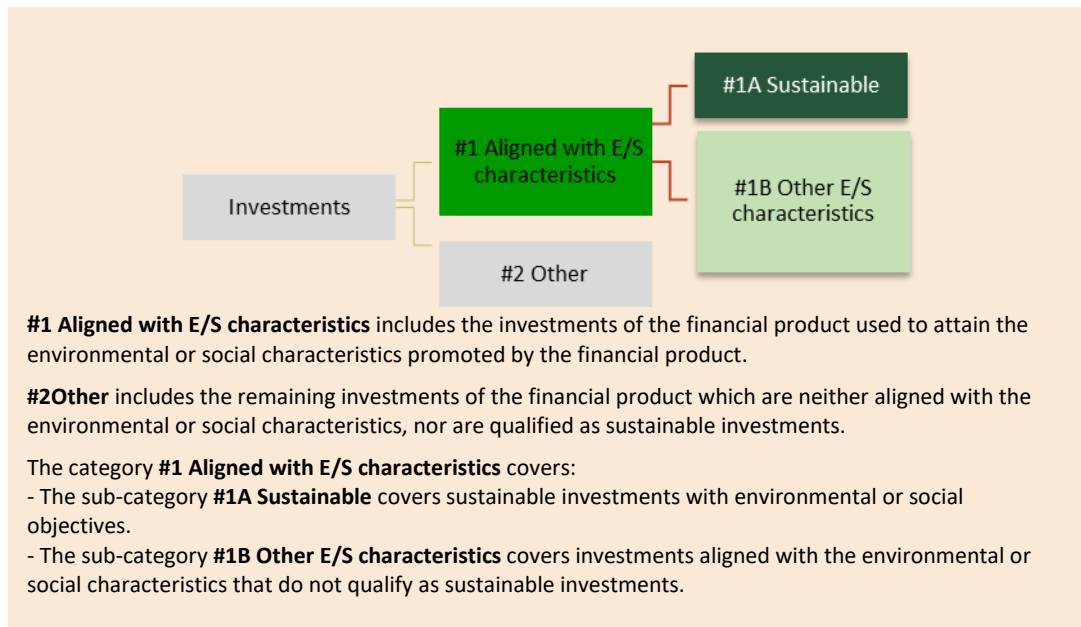 #1A Sustainable
#1 Aligned with E/S
characteristics
#1B Other E/S
characteristics
Investments
#2 Other
#1 Aligned with E/S characteristics includes the investments of the financial product used to attain the
environmental or social characteristics promoted by the financial product.
#2Other includes the remaining investments of the financial product which are neither aligned with the
environmental or social characteristics, nor are qualified as sustainable investments.
The category #1 Aligned with E/S characteristics covers:
- The sub-category #1A Sustainable covers sustainable investments with environmental or social
objectives.
- The sub-category #1B Other E/S characteristics covers investments aligned with the environmental or
social characteristics that do not qualify as sustainable investments.